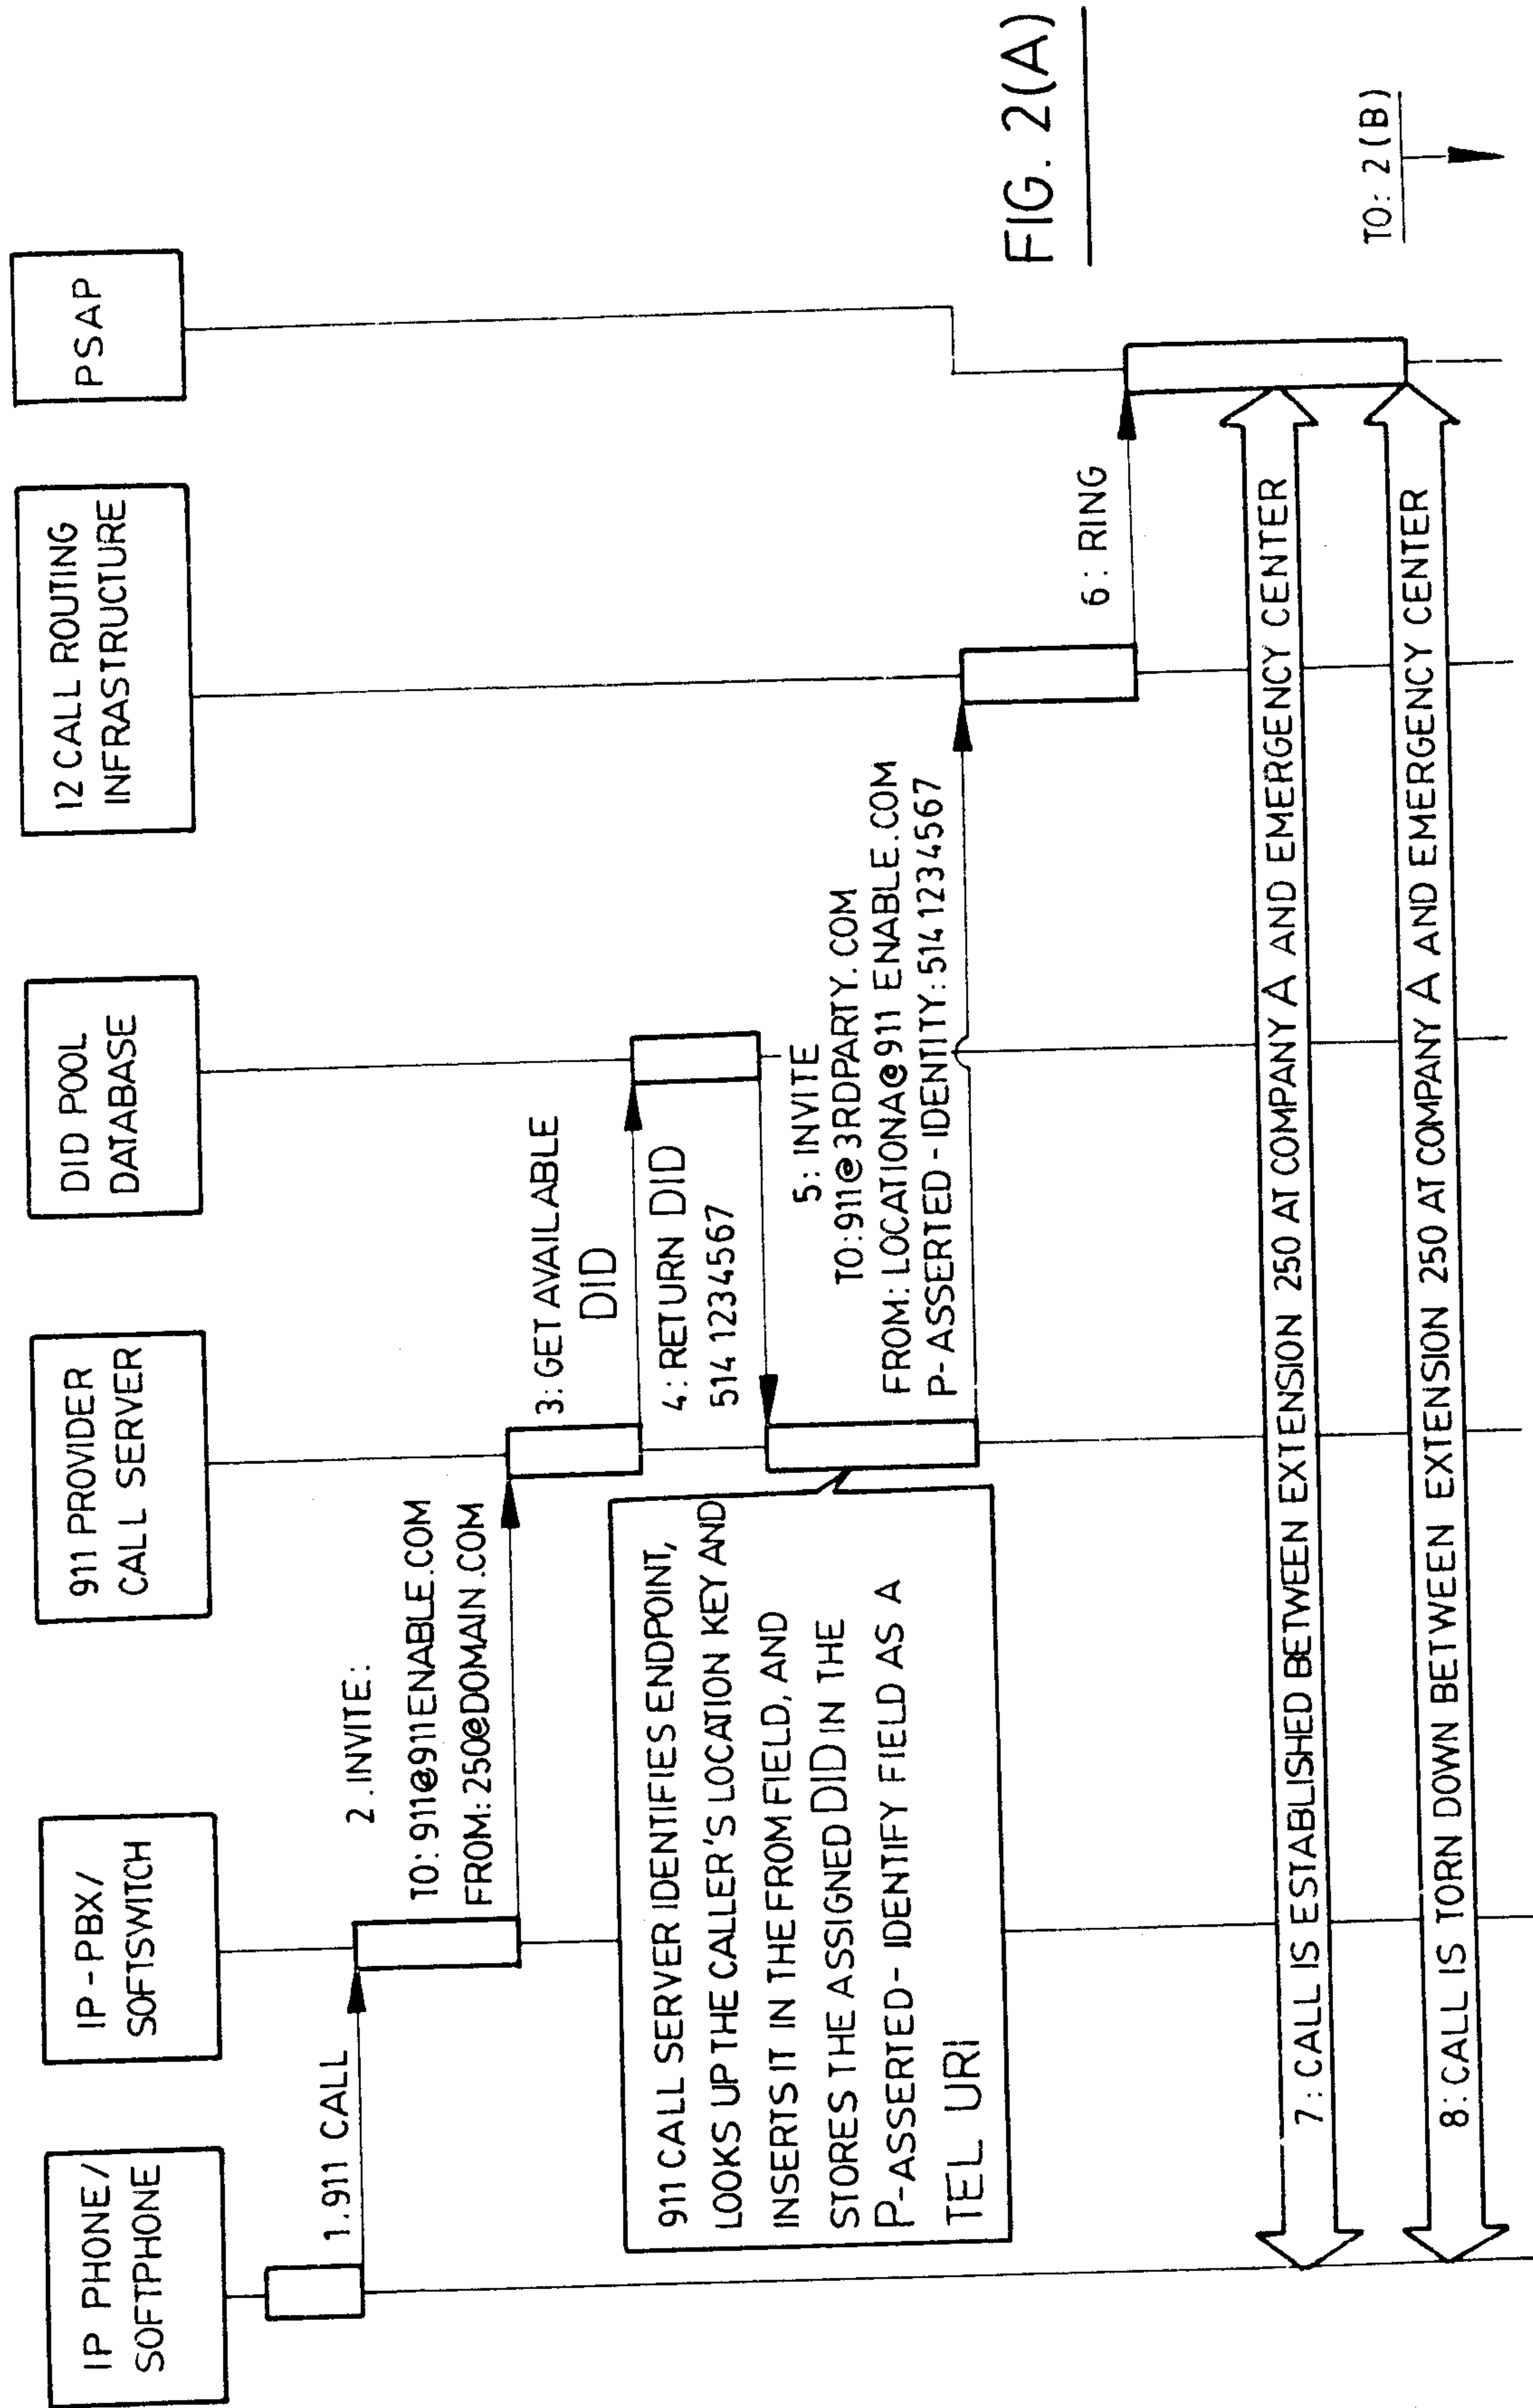 IP PHONE/
SOFTPHONE
IP-PBX/
SOFTSWITCH
911 PROVIDER
CALL SERVER
DID POOL
DATABASE
12 CALL ROUTING
INFRASTRUCTURE
PSAP
1.911 CALL
2.INVITE:
TO:911@911ENABLE.COM
FROM:250@DOMAIN.COM
3:GET AVAILABLE
DID
4:RETURN DID
514 1234567
911 CALL SERVER IDENTIFIES ENDPOINT,
LOOKS UP THE CALLER'S LOCATION KEY AND
INSERTS IT IN THE FROM FIELD, AND
STORES THE ASSIGNED DID IN THE
P-ASSERTED- IDENTIFY FIELD AS A
TEL URI
5: INVITE
TO:911@3RDPARTY.COM
FROM: LOCATIONA@911 ENABLE.COM
P-ASSERTED-IDENTITY:514 1234567
6: RING
7: CALL IS ESTABLISHED BETWEEN EXTENSION 250 AT COMPANY A AND EMERGENCY CENTER
8:CALL IS TORN DOWN BETWEEN EXTENSION 250 AT COMPANY A AND EMERGENCY CENTER
FIG. 2(A)
TO: 2(B)